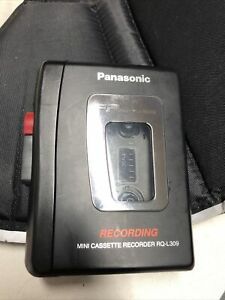 Panasonic
RECORDING
MINI CASSETTE RECORDER RQ-L309